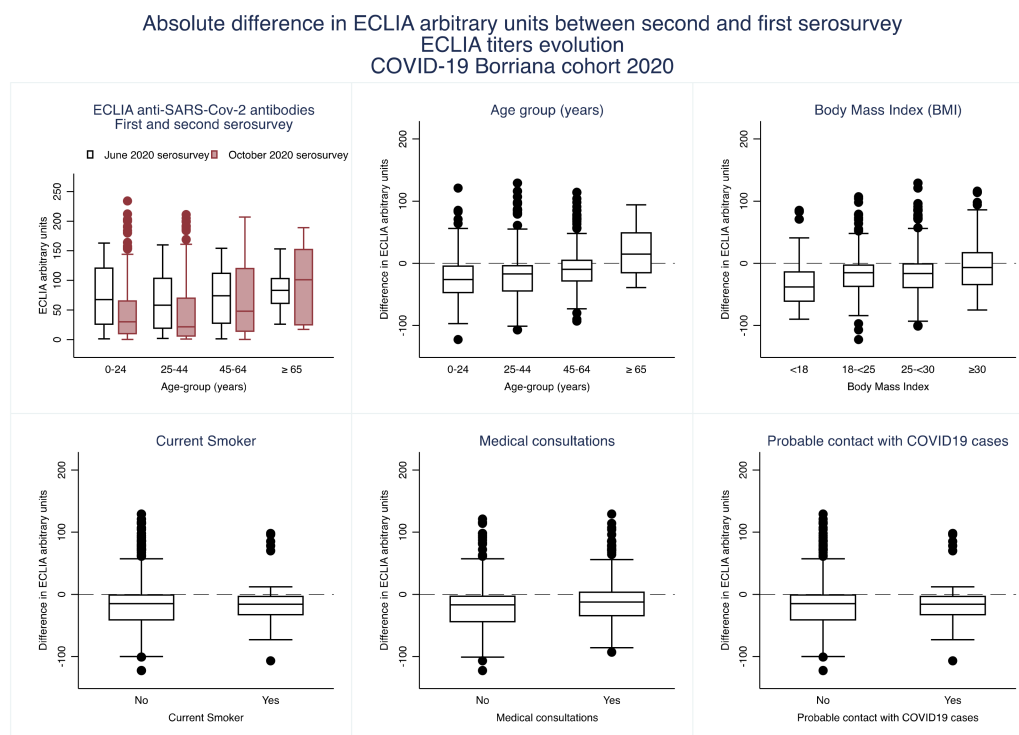 Absolute difference in ECLIA arbitrary units between second and first serosurvey
ECLIA titers evolution
COVID-19 Borriana cohort 2020
ECLIA anti-SARS-Cov-2 antibodies
First and second serosurvey
June 2020 serosurvey
October 2020 serosurvey
ECLIA arbitrary units
250
200
150
100
50
0
0-24
25-44
45-64
≥ 65
Age-group (years)
Age group (years)
Difference in ECLIA arbitrary units
200
100
0
-100
0-24
25-44
45-64
≥ 65
Age-group (years)
Body Mass Index (BMI)
Difference in ECLIA arbitrary units
200
100
0
-100
<18
18-<25
25-<30
≥30
Body Mass Index
Current Smoker
Difference in ECLIA arbitrary units
200
100
0
-100
No
Yes
Current Smoker
Medical consultations
Difference in ECLIA arbitrary units
200
100
0
-100
No
Yes
Medical consultations
Probable contact with COVID19 cases
Difference in ECLIA arbitrary units
200
100
0
-100
No
Yes
Probable contact with COVID19 cases